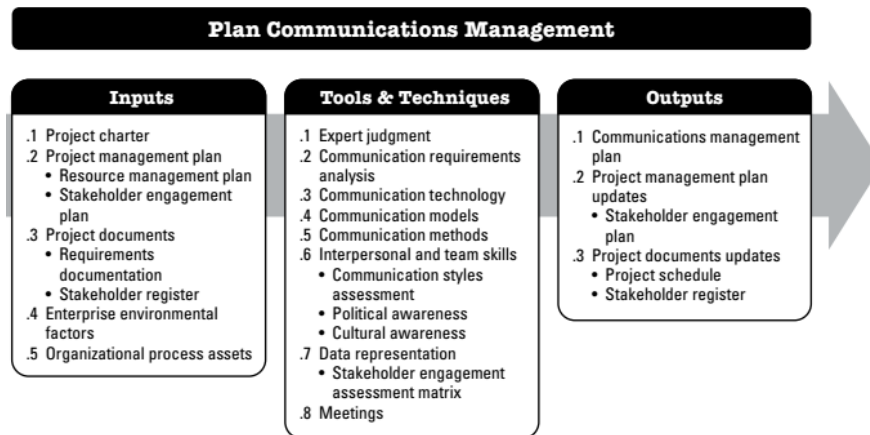 Plan Communications Management
Inputs
.1 Project charter
.2 Project management plan
• Resource management plan
• Stakeholder engagement
plan
.3 Project documents
• Requirements
documentation
• Stakeholder register
.4 Enterprise environmental
factors
.5 Organizational process assets
Tools & Techniques
.1 Expert judgment
.2 Communication requirements
analysis
.3 Communication technology
.4 Communication models
.5 Communication methods
.6 Interpersonal and team skills
• Communication styles
assessment
• Political awareness
• Cultural awareness
.7 Data representation
• Stakeholder engagement
assessment matrix
.8 Meetings
Outputs
.1 Communications management
plan
.2 Project management plan
updates
• Stakeholder engagement
plan
.3 Project documents updates
• Project schedule
• Stakeholder register